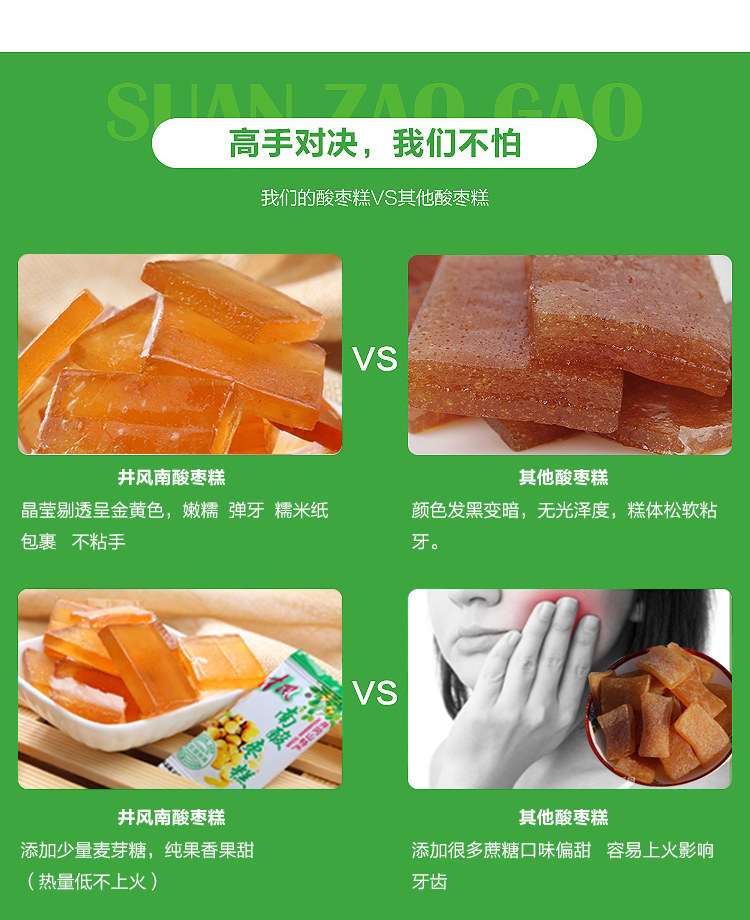 SUAN ZAO GAO
高手对决，我们不怕
我们的酸枣糕VS其他酸枣糕
VS
井风南酸枣糕
其他酸枣糕
晶莹剔透呈金黄色，嫩糯 弹牙 糯米纸
包裹 不粘手
颜色发黑变暗，无光泽度，糕体松软粘
牙。
VS
枫
南酸
枣糕
井风南酸枣糕
其他酸枣糕
添加少量麦芽糖，纯果香果甜
（热量低不上火）
添加很多蔗糖口味偏甜 容易上火影响
牙齿